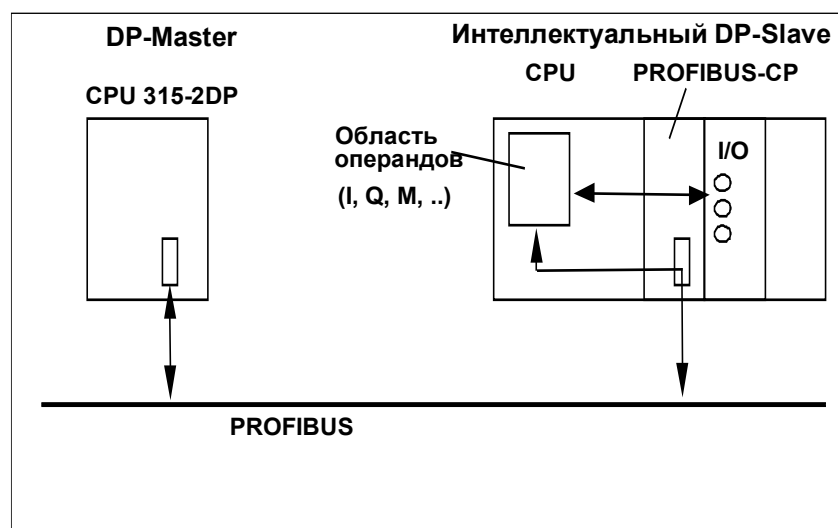 DP-Master
Интеллектуальный DP-Slave
CPU
PROFIBUS-CP
CPU 315-2DP
Область
операндов
(I, Q, M, ..)
I/O
PROFIBUS